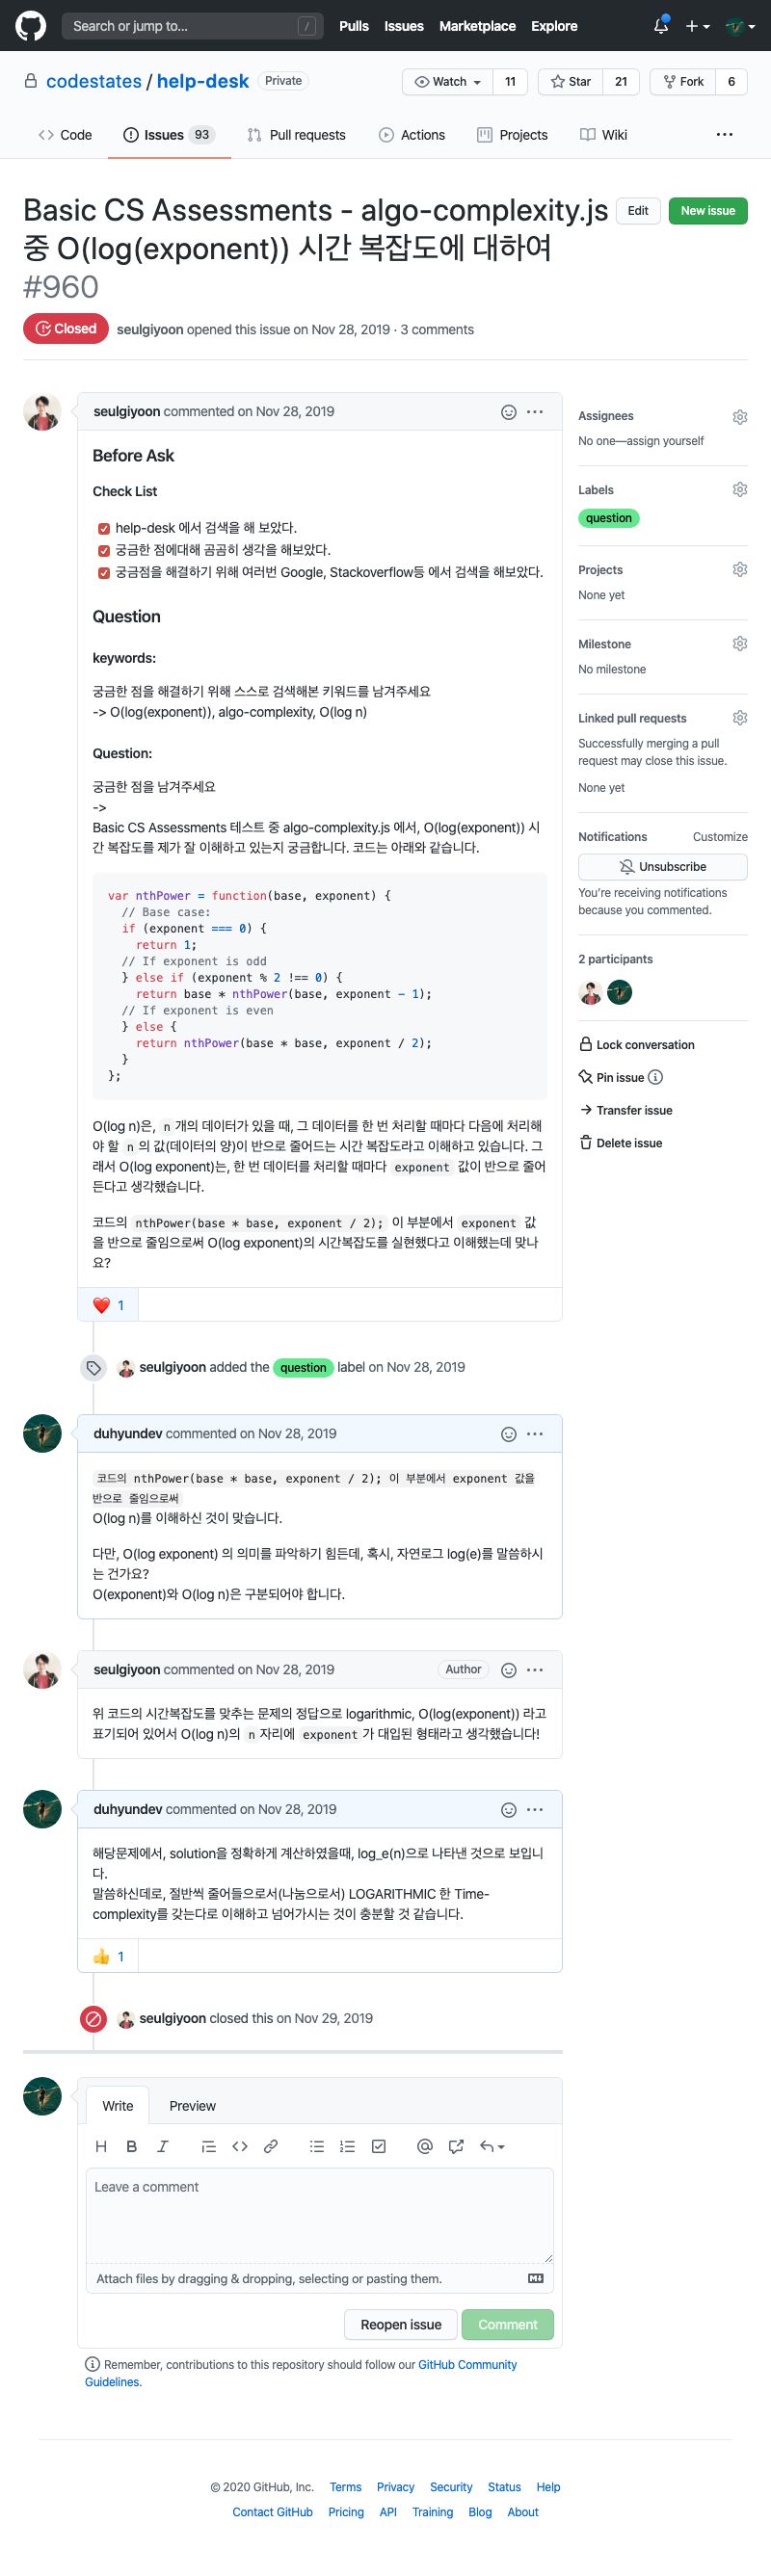 Search or jump to... /
Pulls Issues Marketplace Explore
codestates / help-desk Private
Watch 11 Star 21 Fork 6
Code Issues 93 Pull requests Actions Projects Wiki ...
Basic CS Assessments - algo-complexity.js
중 O(log(exponent)) 시간 복잡도에 대하여
#960
Edit New issue
Closed seulgiyoon opened this issue on Nov 28, 2019 · 3 comments
seulgiyoon commented on Nov 28, 2019
Before Ask
Check List
help-desk 에서 검색을 해 보았다.
궁금한 점에대해 곰곰히 생각을 해보았다.
궁금점을 해결하기 위해 여러번 Google, Stackoverflow등 에서 검색을 해보았다.
Question
keywords:
궁금한 점을 해결하기 위해 스스로 검색해본 키워드를 남겨주세요
-> O(log(exponent)), algo-complexity, O(log n)
Question:
궁금한 점을 남겨주세요
->
Basic CS Assessments 테스트 중 algo-complexity.js 에서, O(log(exponent)) 시
간 복잡도를 제가 잘 이해하고 있는지 궁금합니다. 코드는 아래와 같습니다.
var nthPower = function(base, exponent) {
// Base case:
if (exponent === 0) {
return 1;
// If exponent is odd
} else if (exponent % 2 !== 0) {
return base * nthPower(base, exponent - 1);
// If exponent is even
} else {
return nthPower(base * base, exponent / 2);
}
};
O(log n)은, n 개의 데이터가 있을 때, 그 데이터를 한 번 처리할 때마다 다음에 처리해
야 할 n 의 값(데이터의 양)이 반으로 줄어드는 시간 복잡도라고 이해하고 있습니다. 그
래서 O(log exponent)는, 한 번 데이터를 처리할 때마다 exponent 값이 반으로 줄어
든다고 생각했습니다.
코드의 nthPower(base * base, exponent / 2); 이 부분에서 exponent 값
을 반으로 줄임으로써 O(log exponent)의 시간복잡도를 실현했다고 이해했는데 맞나
요?
1
seulgiyoon added the question label on Nov 28, 2019
duhyundev commented on Nov 28, 2019
코드의 nthPower(base * base, exponent / 2); 이 부분에서 exponent 값을
반으로 줄임으로써
O(log n)를 이해하신 것이 맞습니다.
다만, O(log exponent) 의 의미를 파악하기 힘든데, 혹시, 자연로그 log(e)를 말씀하시
는 건가요?
O(exponent)와 O(log n)은 구분되어야 합니다.
seulgiyoon commented on Nov 28, 2019 Author
위 코드의 시간복잡도를 맞추는 문제의 정답으로 logarithmic, O(log(exponent)) 라고
표기되어 있어서 O(log n)의 n 자리에 exponent 가 대입된 형태라고 생각했습니다!
duhyundev commented on Nov 28, 2019
해당문제에서, solution을 정확하게 계산하였을때, log_e(n)으로 나타낸 것으로 보입니
다.
말씀하신데로, 절반씩 줄어들으로서(나눔으로서) LOGARITHMIC 한 Time-
complexity를 갖는다로 이해하고 넘어가시는 것이 충분할 것 같습니다.
1
seulgiyoon closed this on Nov 29, 2019
Assignees
No one—assign yourself
Labels
question
Projects
None yet
Milestone
No milestone
Linked pull requests
Successfully merging a pull
request may close this issue.
None yet
Notifications Customize
Unsubscribe
You're receiving notifications
because you commented.
2 participants
Lock conversation
Pin issue
Transfer issue
Delete issue
Write Preview
Leave a comment
Attach files by dragging & dropping, selecting or pasting them.
Reopen issue Comment
Remember, contributions to this repository should follow our GitHub Community
Guidelines.
© 2020 GitHub, Inc. Terms Privacy Security Status Help
Contact GitHub Pricing API Training Blog About